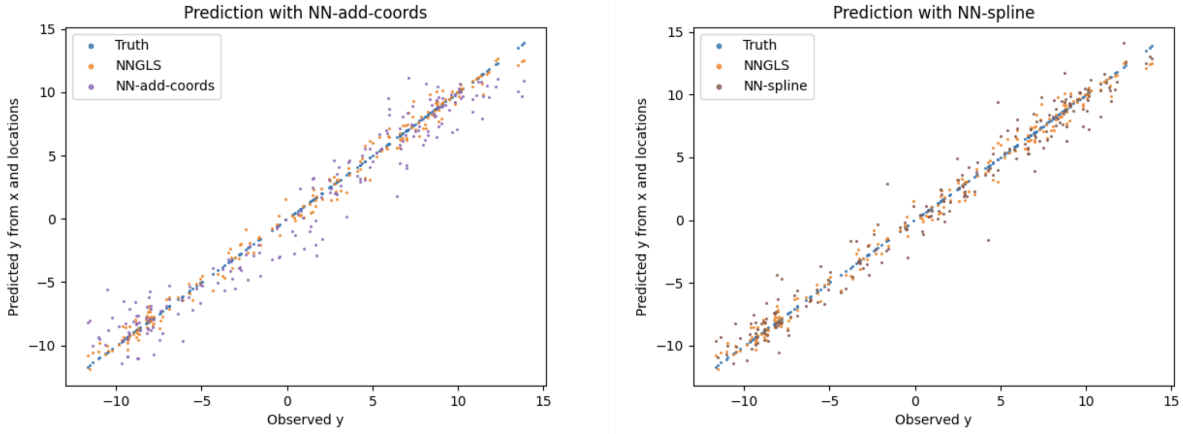 Prediction with NN-add-coords
Truth
NNGLS
NN-add-coords
15
10
5
0
−5
−10
Predicted y from x and locations
−10
−5
0
5
10
15
Observed y
Prediction with NN-spline
Truth
NNGLS
NN-spline
15
10
5
0
−5
−10
Predicted y from x and locations
−10
−5
0
5
10
15
Observed y